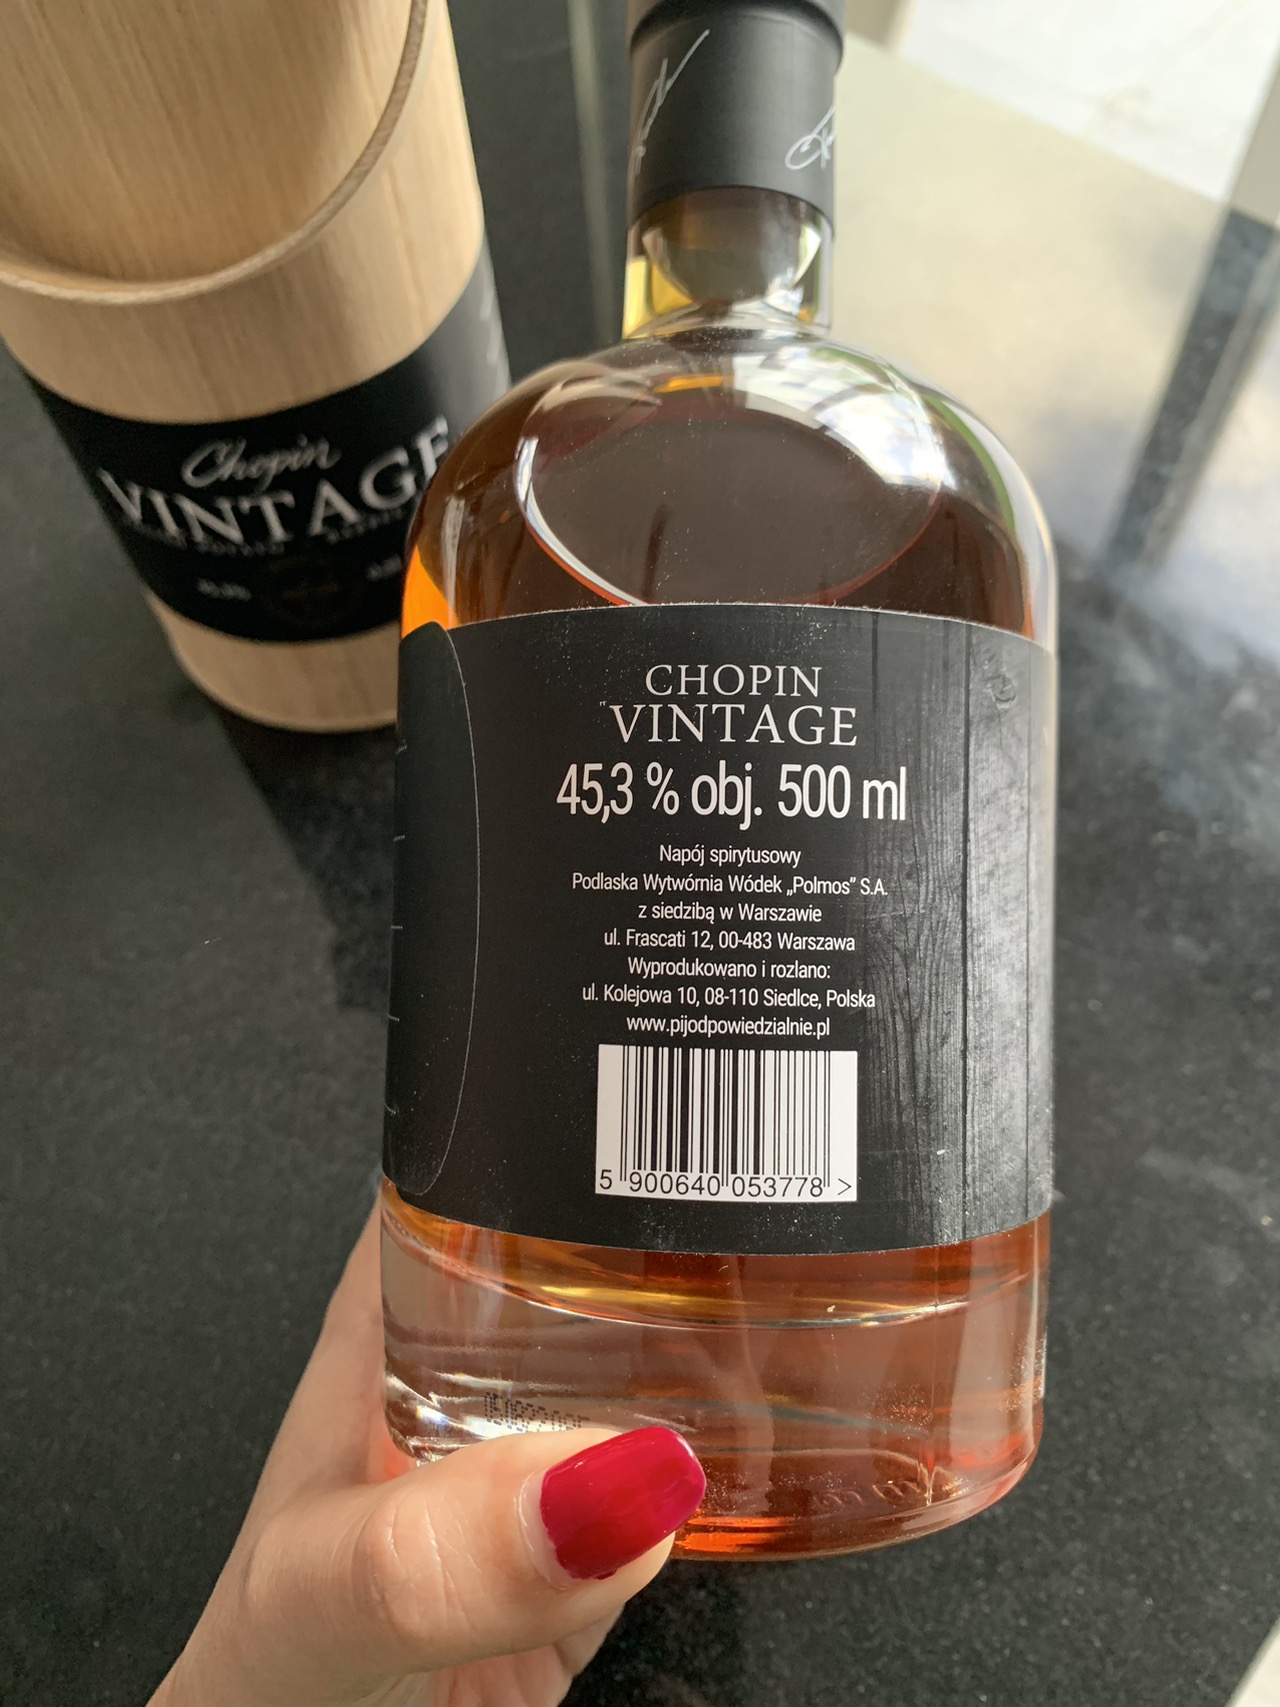 Chopin
VINTAGE
CHOPIN
VINTAGE
45,3 % obj. 500 ml
Napój spirytusowy
Podlaska Wytwórnia Wódek „Polmos” S.A.
z siedzibą w Warszawie
ul. Frascati 12, 00-483 Warszawa
Wyprodukowano i rozlano:
ul. Kolejowa 10, 08-110 Siedlce, Polska
www.pijodpowiedzialnie.pl
5 900640 053778 >